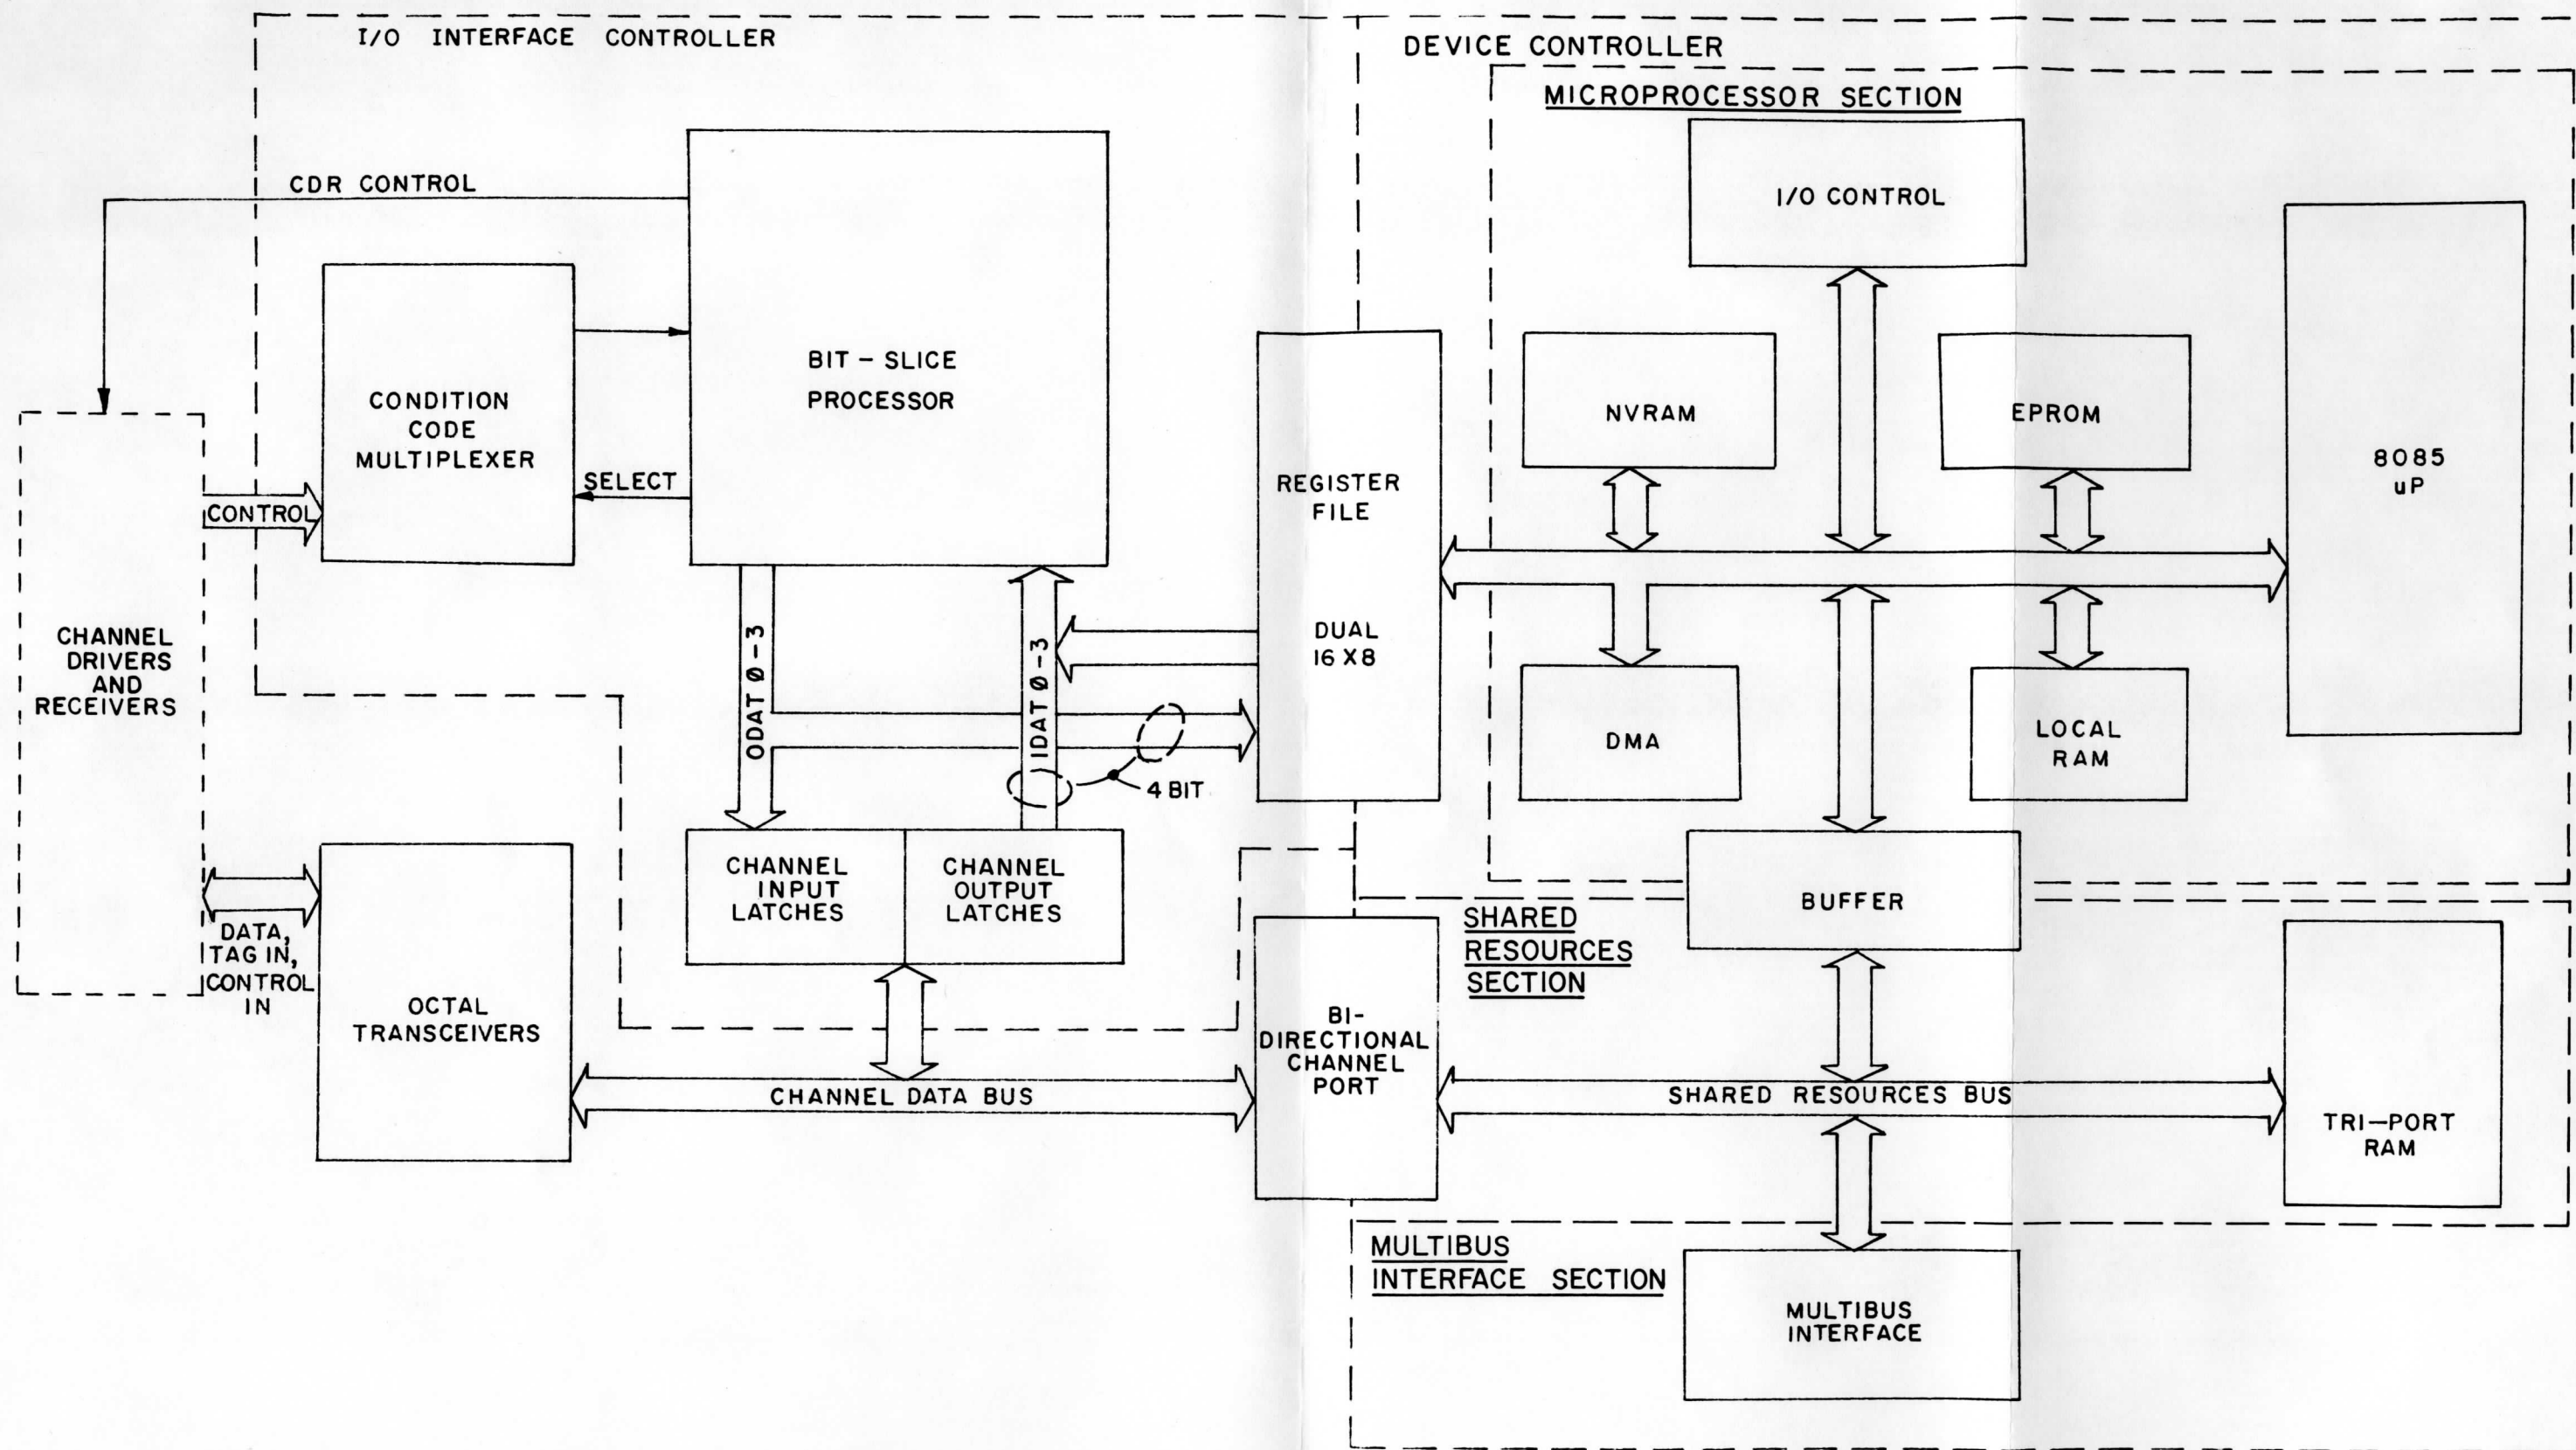 I/O INTERFACE CONTROLLER
DEVICE CONTROLLER
MICROPROCESSOR SECTION
CDR CONTROL
I/O CONTROL
CONDITION
CODE
MULTIPLEXER
BIT – SLICE
PROCESSOR
SELECT
CONTROL
REGISTER
FILE
DUAL
16 X 8
NVRAM
EPROM
8085
uP
CHANNEL
DRIVERS
AND
RECEIVERS
ODAT Ø-3
IDAT Ø-3
4 BIT
DMA
LOCAL
RAM
CHANNEL
INPUT
LATCHES
CHANNEL
OUTPUT
LATCHES
BUFFER
SHARED
RESOURCES
SECTION
DATA,
TAG IN,
CONTROL
IN
OCTAL
TRANSCEIVERS
BI-
DIRECTIONAL
CHANNEL
PORT
CHANNEL DATA BUS
SHARED RESOURCES BUS
TRI–PORT
RAM
MULTIBUS
INTERFACE SECTION
MULTIBUS
INTERFACE